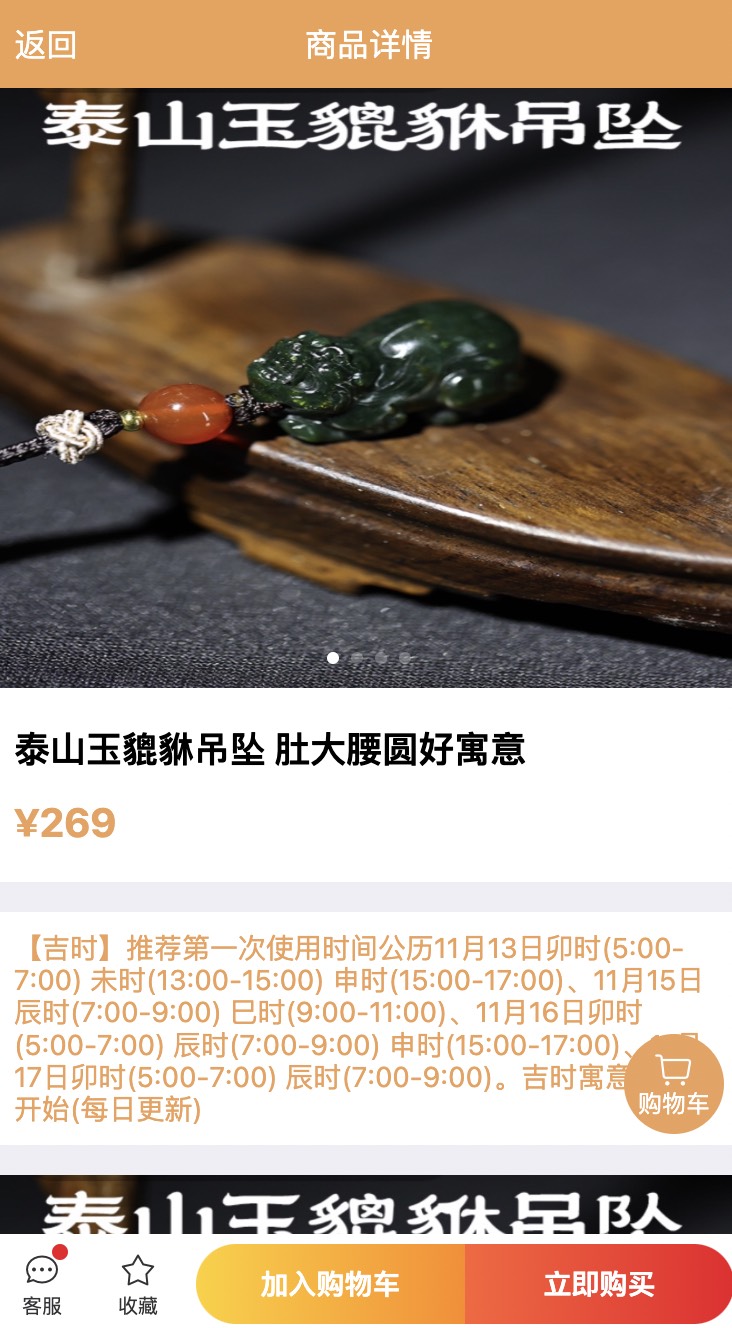 返回
商品详情
泰山玉貔貅吊坠
泰山玉貔貅吊坠 肚大腰圆好寓意
¥269
【吉时】推荐第一次使用时间公历11月13日卯时(5:00-
7:00) 未时(13:00-15:00) 申时(15:00-17:00)、11月15日
辰时(7:00-9:00) 巳时(9:00-11:00)、11月16日卯时
(5:00-7:00) 辰时(7:00-9:00) 申时(15:00-17:00)、
17日卯时(5:00-7:00) 辰时(7:00-9:00)。吉时寓意
开始(每日更新)
购物车
泰山玉貔貅吊坠
客服
收藏
加入购物车
立即购买